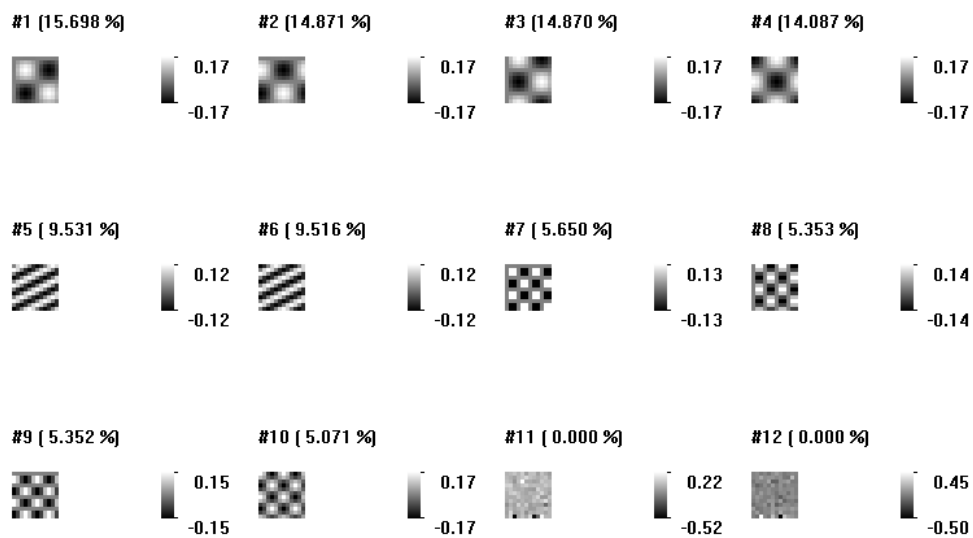 #1 (15.698 %)
#2 (14.871 %)
#3 (14.870 %)
#4 (14.087 %)
0.17
-0.17
0.17
-0.17
0.17
-0.17
0.17
-0.17
#5 ( 9.531 %)
#6 ( 9.516 %)
#7 ( 5.650 %)
#8 ( 5.353 %)
0.12
-0.12
0.12
-0.12
0.13
-0.13
0.14
-0.14
#9 ( 5.352 %)
#10 ( 5.071 %)
#11 ( 0.000 %)
#12 ( 0.000 %)
0.15
-0.15
0.17
-0.17
0.22
-0.52
0.45
-0.50